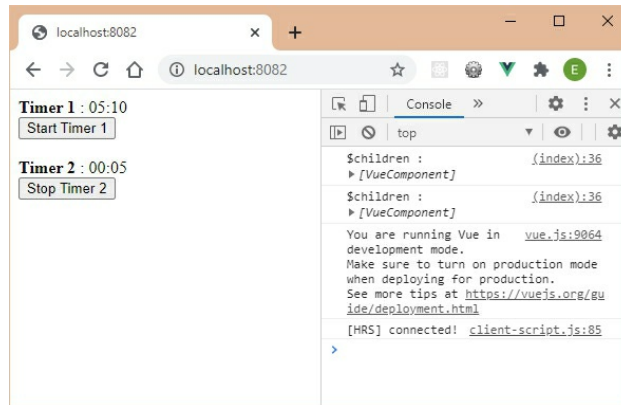 localhost:8082
localhost:8082
E
Timer 1 : 05:10
Start Timer 1
Timer 2 : 00:05
Stop Timer 2
Console
top
$children : (index):36
[VueComponent]
$children : (index):36
[VueComponent]
You are running Vue in vue.js:9064
development mode.
Make sure to turn on production mode
when deploying for production.
See more tips at https://vuejs.org/gu
ide/deployment.html
[HRS] connected! client-script.js:85